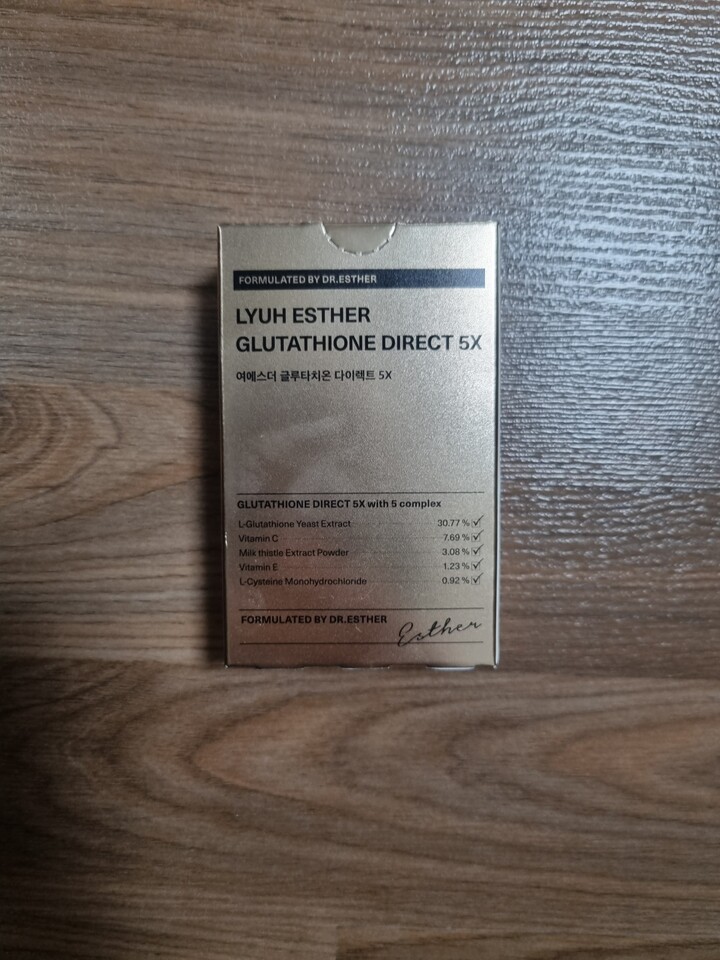 FORMULATED BY DR.ESTHER
LYUH ESTHER
GLUTATHIONE DIRECT 5X
여에스더 글루타치온 다이렉트 5X
GLUTATHIONE DIRECT 5X with 5 complex
L-Glutathione Yeast Extract 30.77 %
Vitamin C 7.69 %
Milk thistle Extract Powder 3.08 %
Vitamin E 1.23 %
L-Cysteine Monohydrochloride 0.92 %
FORMULATED BY DR.ESTHER
Esther